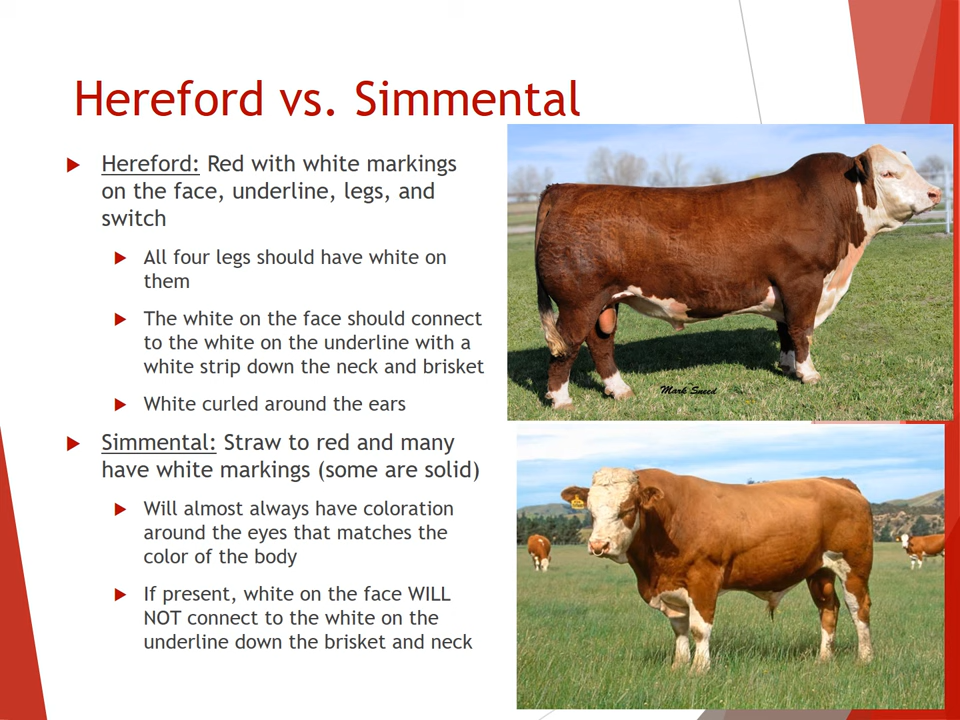 Hereford vs. Simmental
Hereford: Red with white markings
on the face, underline, legs, and
switch
All four legs should have white on
them
The white on the face should connect
to the white on the underline with a
white strip down the neck and brisket
White curled around the ears
Simmental: Straw to red and many
have white markings (some are solid)
Will almost always have coloration
around the eyes that matches the
color of the body
If present, white on the face WILL
NOT connect to the white on the
underline down the brisket and neck
Mark Sneed